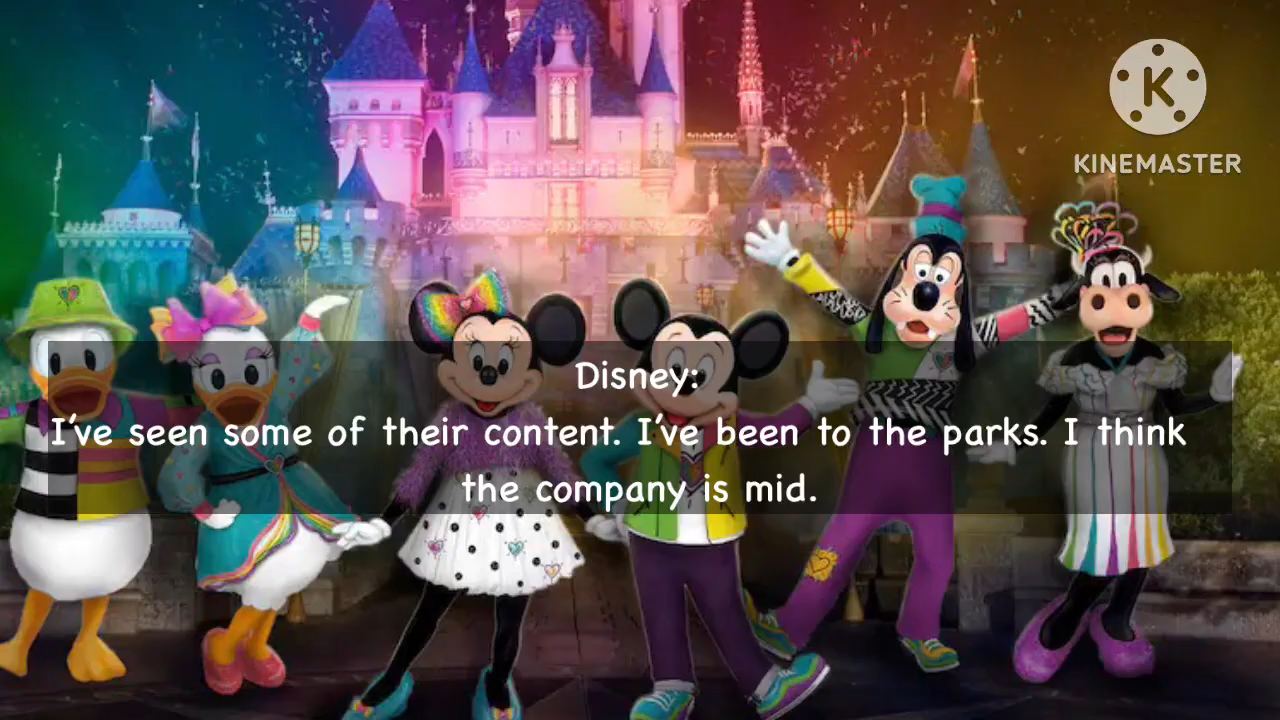 K
KINEMASTER
Disney:
I've seen some of their content. I've been to the parks. I think
the company is mid.